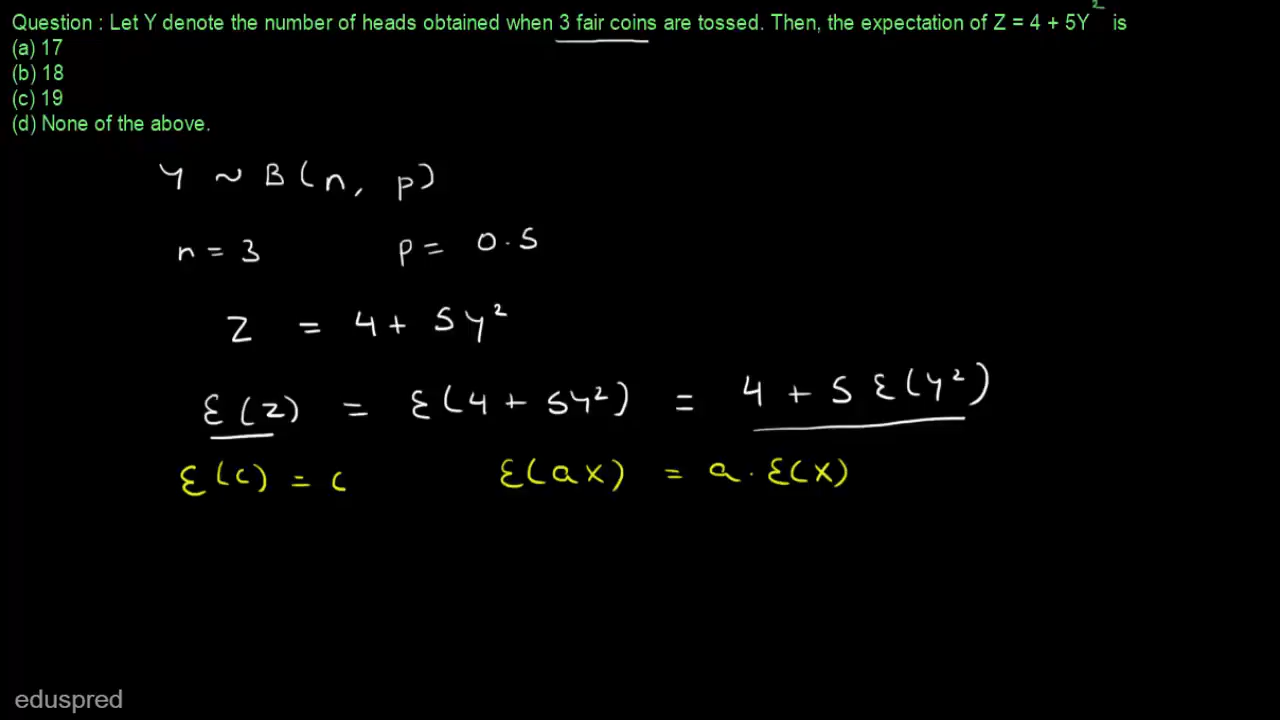 Question : Let Y denote the number of heads obtained when 3 fair coins are tossed. Then, the expectation of Z = 4 + 5Y² is
(a) 17
(b) 18
(c) 19
(d) None of the above.
Y ~ B(n, p)
n = 3 p = 0.5
Z = 4 + 5Y²
E(Z) = E(4 + 5Y²) = 4 + 5 E(Y²)
E(c) = c E(aX) = a . E(X)
eduspred